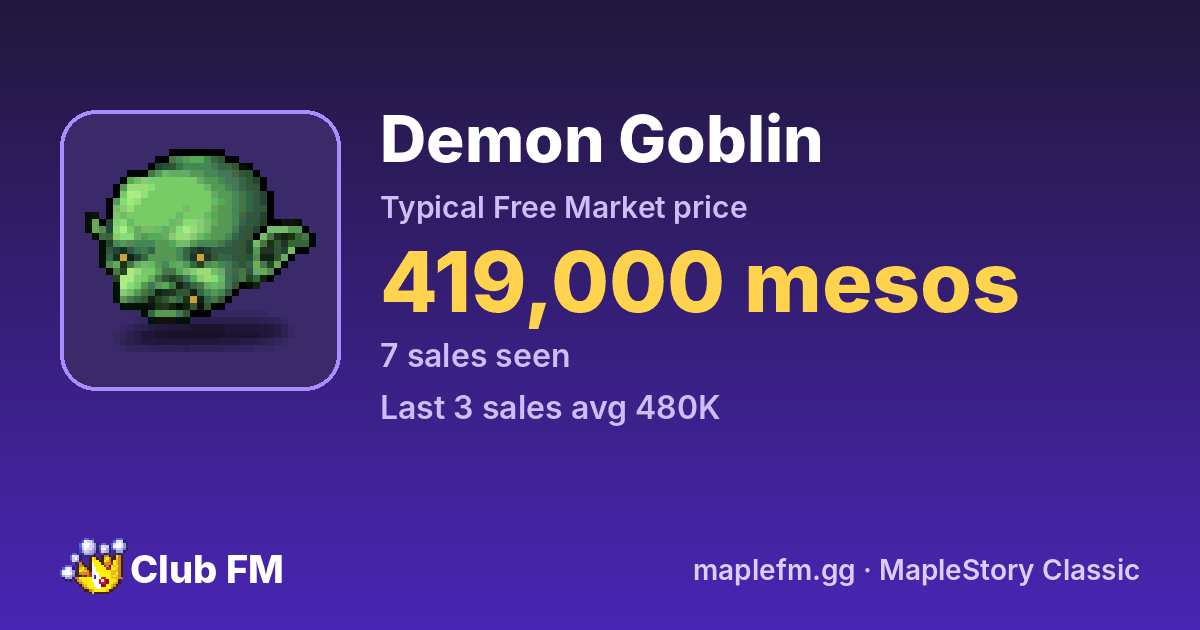 Demon Goblin
Typical Free Market price
419,000 mesos
7 sales seen
Last 3 sales avg 480K
Club FM
maplefm.gg · MapleStory Classic